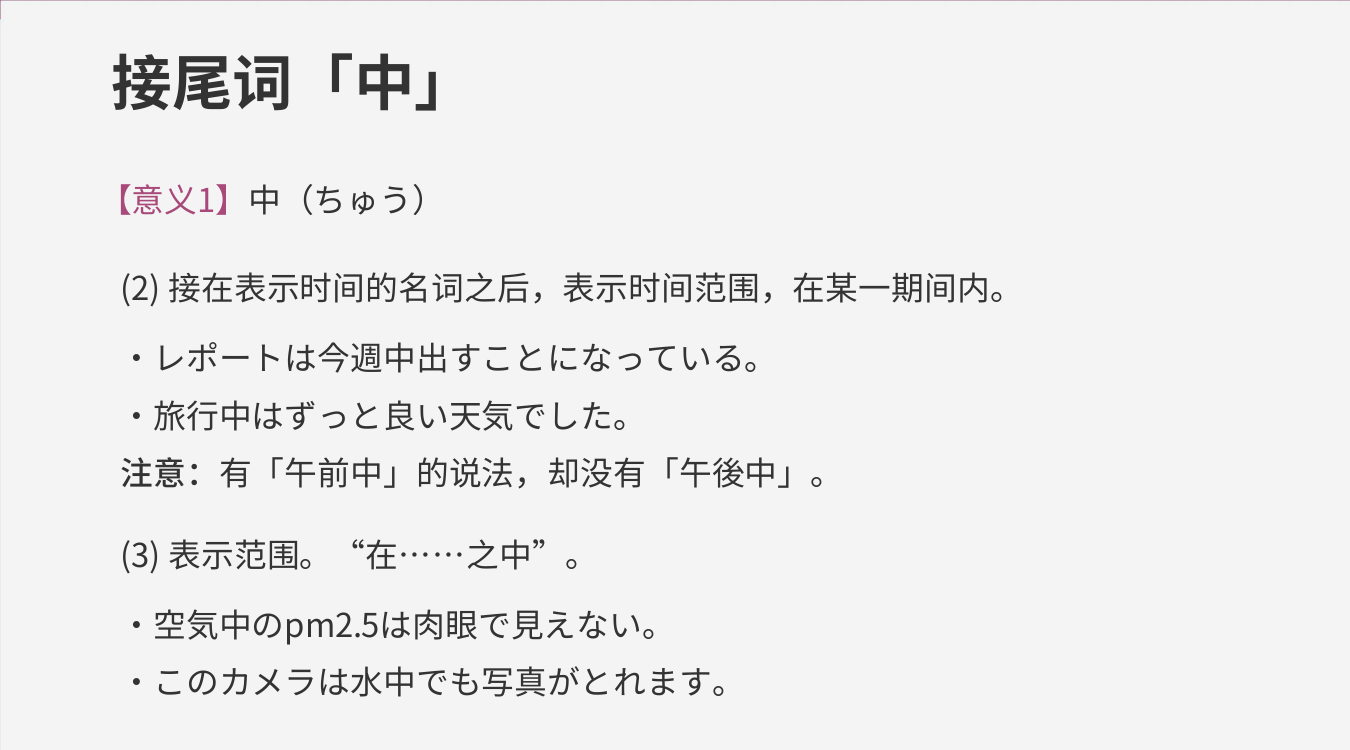 接尾词「中」
【意义1】中（ちゅう）
(2) 接在表示时间的名词之后，表示时间范围，在某一期间内。
・レポートは今週中出すことになっている。
・旅行中はずっと良い天気でした。
注意：有「午前中」的说法，却没有「午後中」。
(3) 表示范围。“在……之中”。
・空気中のpm2.5は肉眼で見えない。
・このカメラは水中でも写真がとれます。